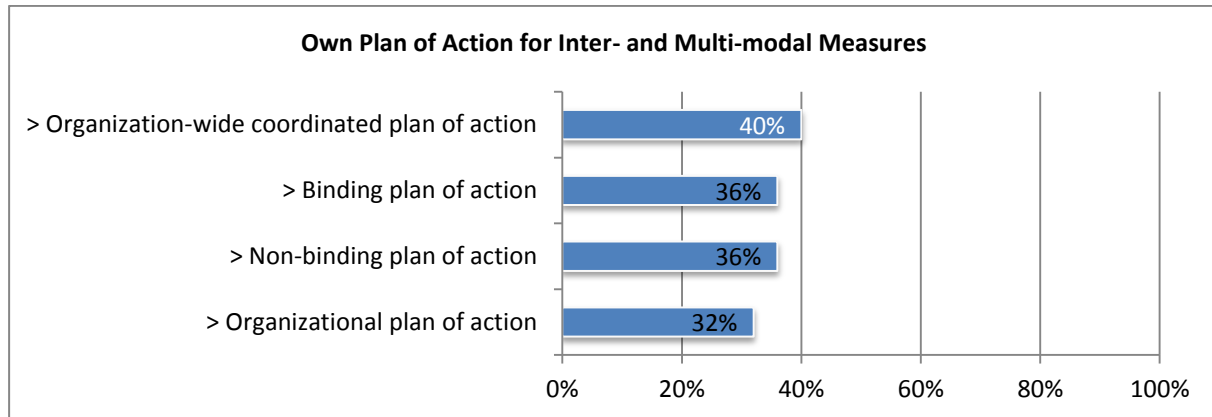 Own Plan of Action for Inter- and Multi-modal Measures
> Organization-wide coordinated plan of action
40%
> Binding plan of action
36%
> Non-binding plan of action
36%
> Organizational plan of action
32%
0% 20% 40% 60% 80% 100%